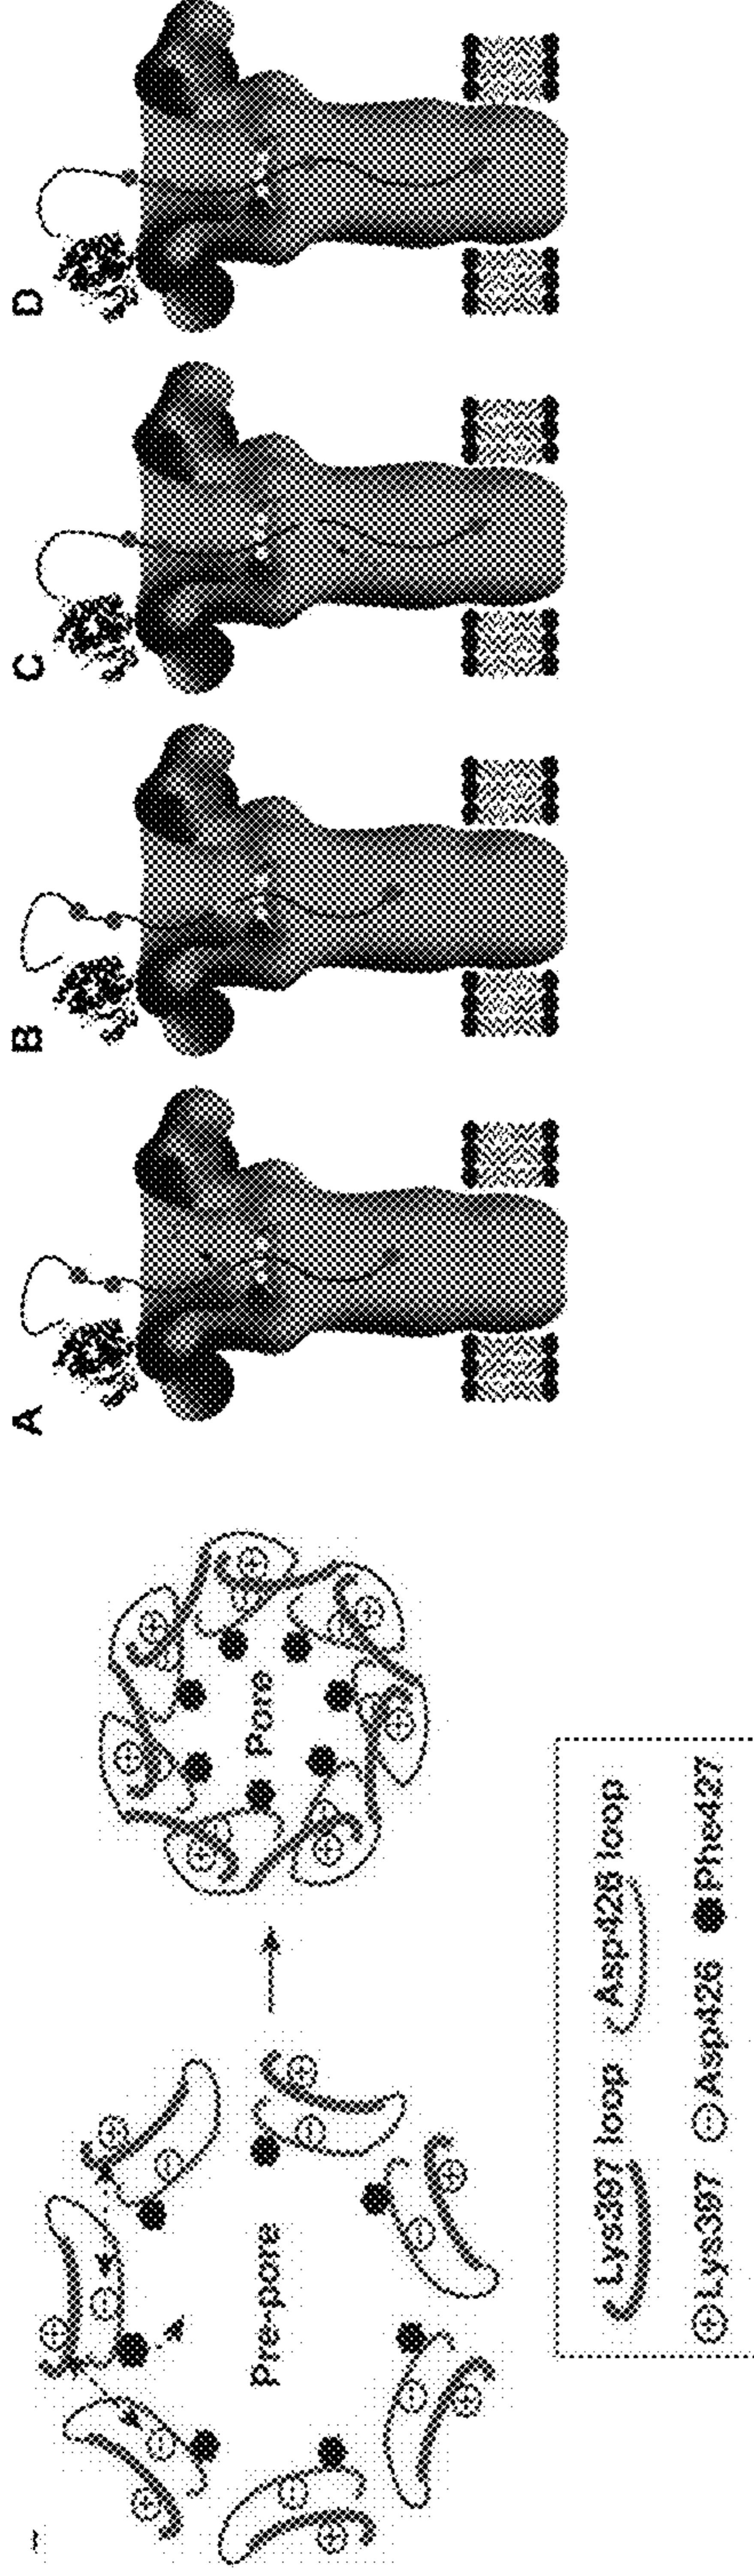 Pre-pore
Pore
Lys397 loop
Asp426 loop
Lys397
Asp426
Phe427
A
B
C
D